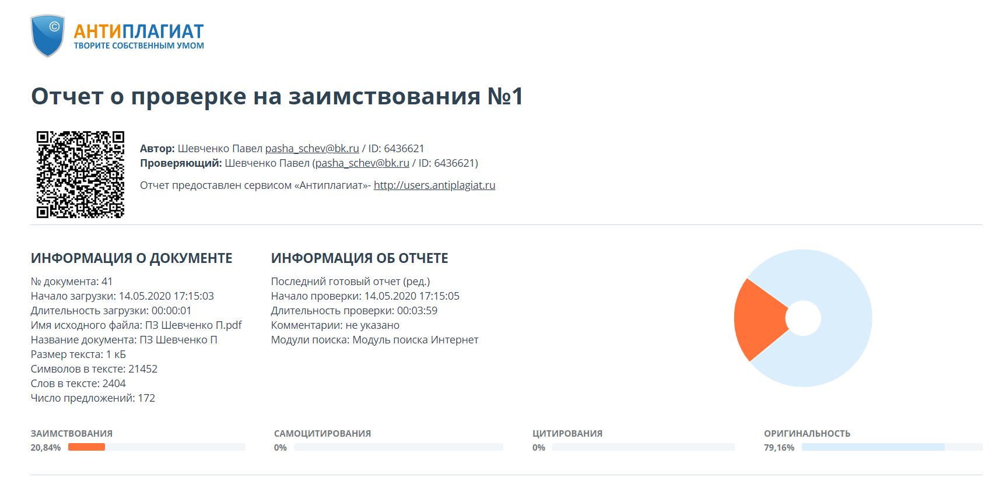 ©
АНТИПЛАГИАТ
ТВОРИТЕ СОБСТВЕННЫМ УМОМ
Отчет о проверке на заимствования №1
Автор: Шевченко Павел pasha_schev@bk.ru / ID: 6436621
Проверяющий: Шевченко Павел (pasha_schev@bk.ru / ID: 6436621)
Отчет предоставлен сервисом «Антиплагиат»- http://users.antiplagiat.ru
ИНФОРМАЦИЯ О ДОКУМЕНТЕ
№ документа: 41
Начало загрузки: 14.05.2020 17:15:03
Длительность загрузки: 00:00:01
Имя исходного файла: ПЗ Шевченко П.pdf
Название документа: ПЗ Шевченко П
Размер текста: 1 кБ
Символов в тексте: 21452
Слов в тексте: 2404
Число предложений: 172
ИНФОРМАЦИЯ ОБ ОТЧЕТЕ
Последний готовый отчет (ред.)
Начало проверки: 14.05.2020 17:15:05
Длительность проверки: 00:03:59
Комментарии: не указано
Модули поиска: Модуль поиска Интернет
ЗАИМСТВОВАНИЯ
20,84%
САМОЦИТИРОВАНИЯ
0%
ЦИТИРОВАНИЯ
0%
ОРИГИНАЛЬНОСТЬ
79,16%